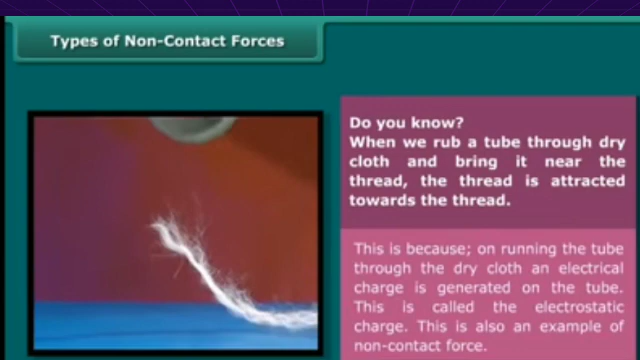 Types of Non-Contact Forces
Do you know?
When we rub a tube through dry
cloth and bring it near the
thread, the thread is attracted
towards the thread.
This is because; on running the tube
through the dry cloth an electrical
charge is generated on the tube.
This is called the electrostatic
charge. This is also an example of
non-contact force.